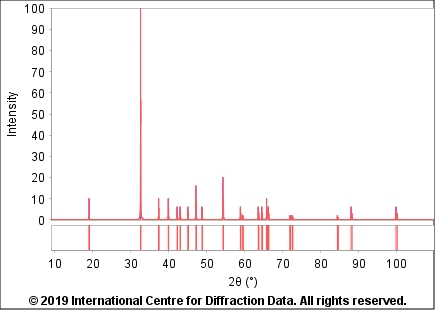 100
90
80
70
60
50
40
30
20
10
0
Intensity
10 20 30 40 50 60 70 80 90 100
2θ (°)
© 2019 International Centre for Diffraction Data. All rights reserved.